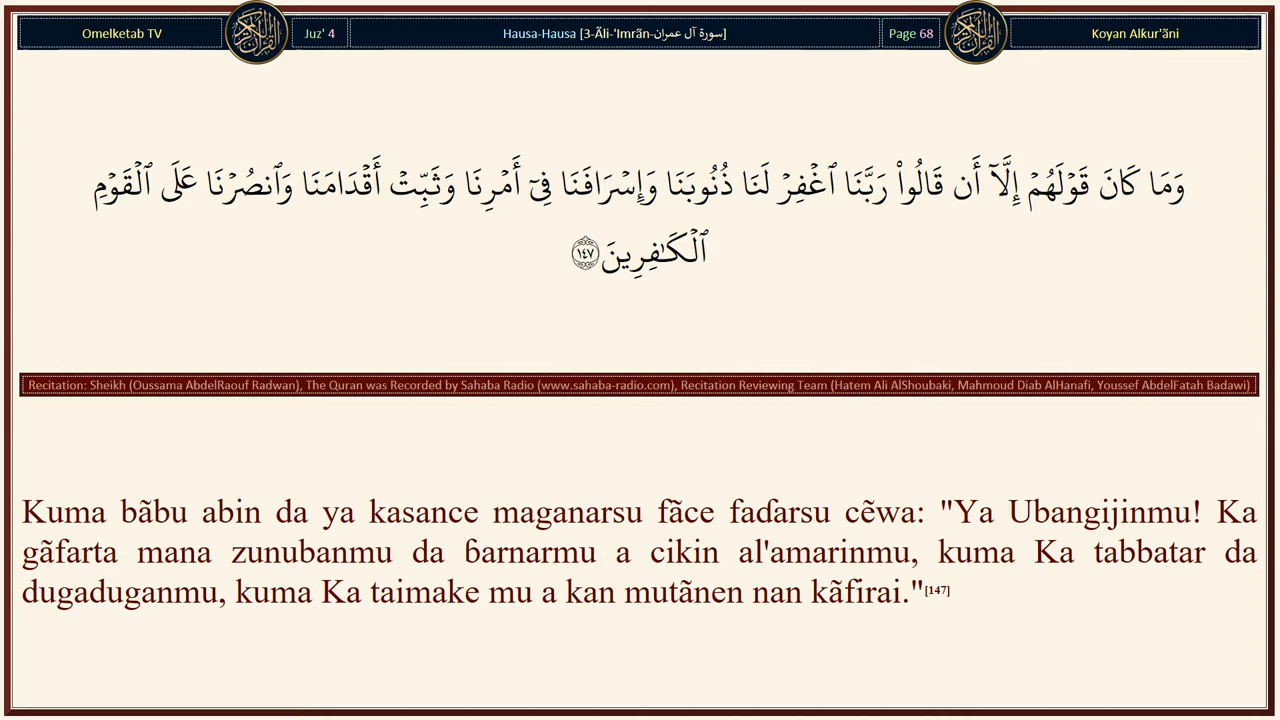 Omelketab TV
Juz' 4
Hausa-Hausa [3-Ãli-'Imrãn-سورة آل عمران]
Page 68
Koyan Alƙur'ãni
وَمَا كَانَ قَوۡلَهُمۡ إِلَّآ أَن قَالُواْ رَبَّنَا ٱغۡفِرۡ لَنَا ذُنُوبَنَا وَإِسۡرَافَنَا فِيٓ أَمۡرِنَا وَثَبِّتۡ أَقۡدَامَنَا وَٱنصُرۡنَا عَلَى ٱلۡقَوۡمِ
ٱلۡكَٰفِرِينَ ١٤٧
Recitation: Sheikh (Oussama AbdelRaouf Radwan), The Quran was Recorded by Sahaba Radio (www.sahaba-radio.com), Recitation Reviewing Team (Hatem Ali AlShoubaki, Mahmoud Diab AlHanafi, Youssef AbdelFatah Badawi)
Kuma bãbu abin da ya kasance maganarsu fãce faɗarsu cẽwa: "Ya Ubangijinmu! Ka
gãfarta mana zunubanmu da ɓarnarmu a cikin al'amarinmu, kuma Ka tabbatar da
dugaduganmu, kuma Ka taimake mu a kan mutãnen nan kãfirai."[147]